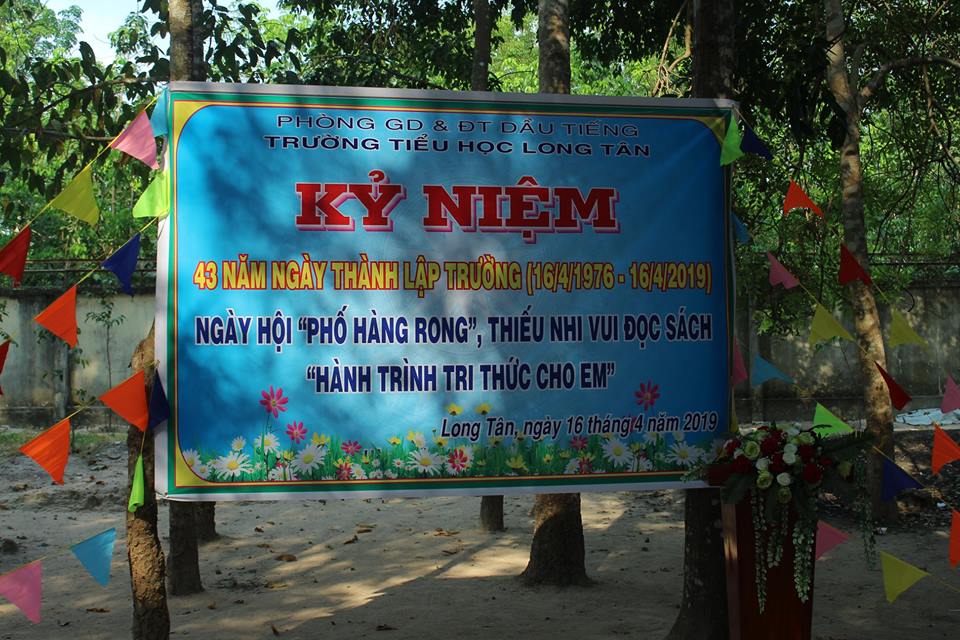 PHÒNG GD & ĐT DẦU TIẾNG
TRƯỜNG TIỂU HỌC LONG TÂN
KỶ NIỆM
43 NĂM NGÀY THÀNH LẬP TRƯỜNG (16/4/1976 - 16/4/2019)
NGÀY HỘI "PHỐ HÀNG RONG", THIẾU NHI VUI ĐỌC SÁCH
"HÀNH TRÌNH TRI THỨC CHO EM"
Long Tân, ngày 16 tháng 4 năm 2019